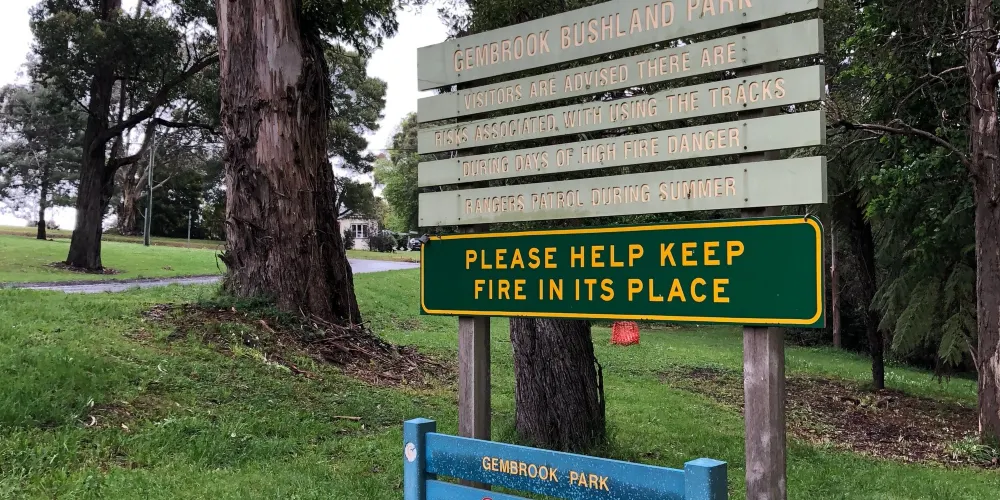 GEMBROOK BUSHLAND PARK
VISITORS ARE ADVISED THERE ARE
RISKS ASSOCIATED WITH USING THE TRACKS
DURING DAYS OF HIGH FIRE DANGER
RANGERS PATROL DURING SUMMER
PLEASE HELP KEEP
FIRE IN ITS PLACE
GEMBROOK PARK